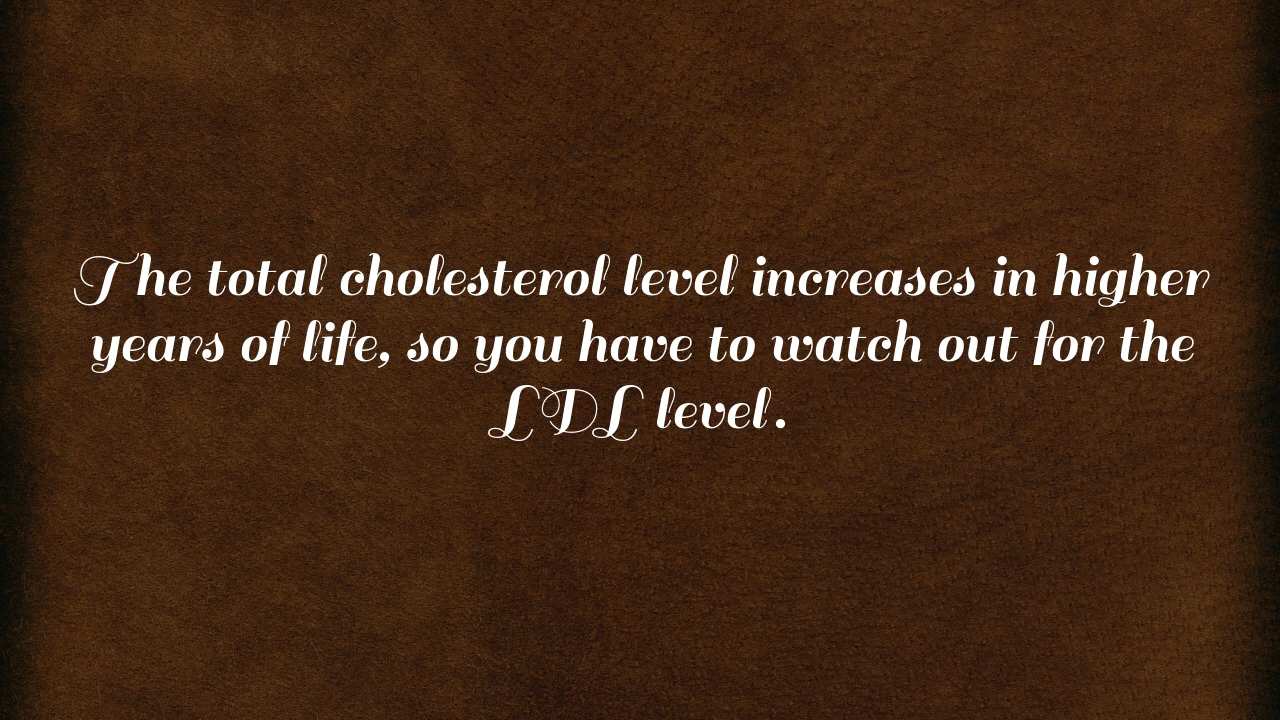 The total cholesterol level increases in higher
years of life, so you have to watch out for the
LDL level.